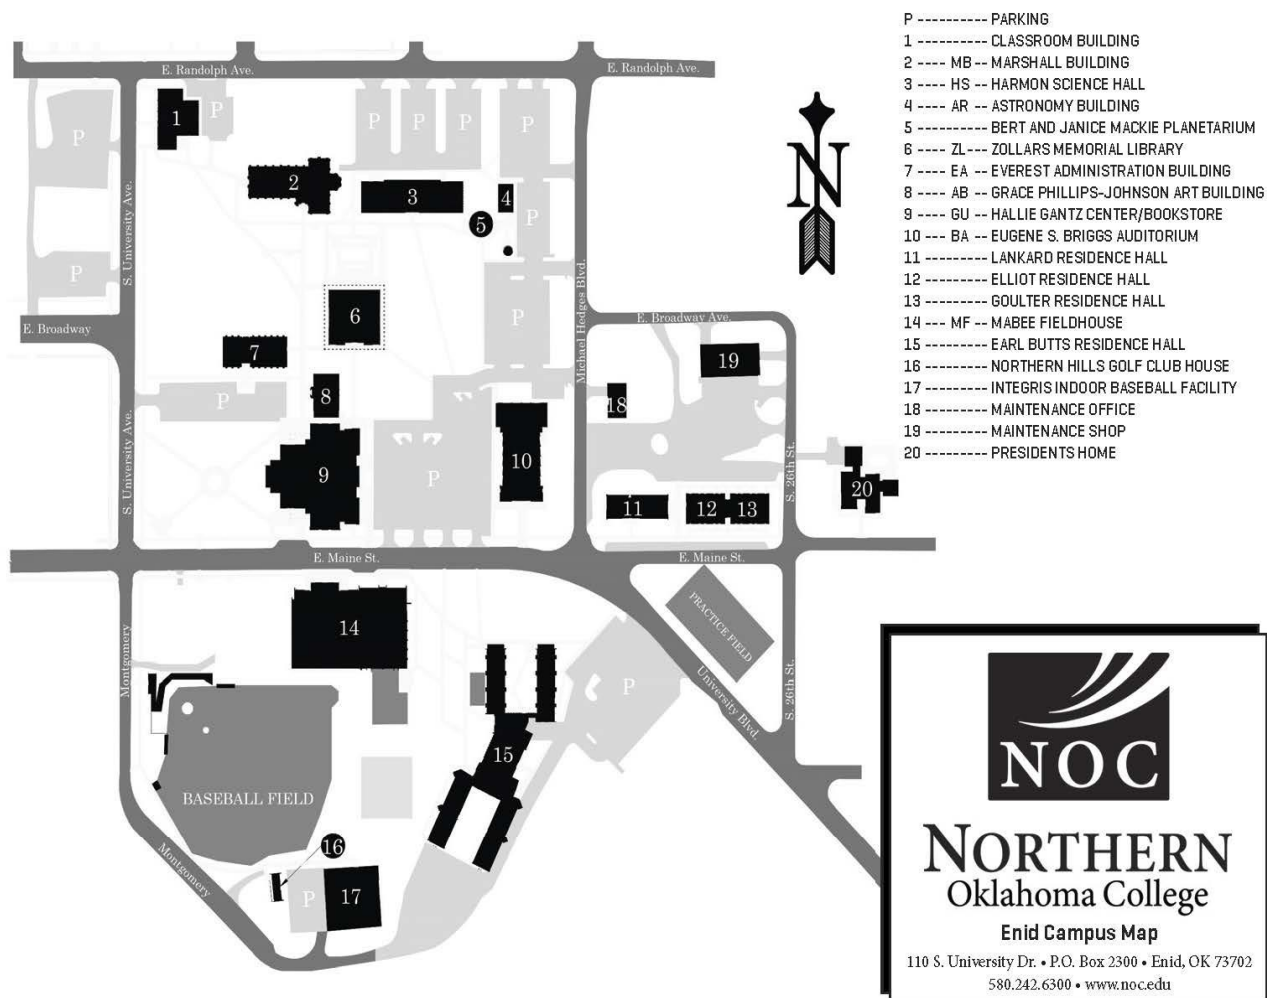 P ---------- PARKING
1 ---------- CLASSROOM BUILDING
2 ---- MB -- MARSHALL BUILDING
3 ---- HS -- HARMON SCIENCE HALL
4 ---- AR -- ASTRONOMY BUILDING
5 ---------- BERT AND JANICE MACKIE PLANETARIUM
6 ---- ZL -- ZOLLARS MEMORIAL LIBRARY
7 ---- EA -- EVEREST ADMINISTRATION BUILDING
8 ---- AB -- GRACE PHILLIPS-JOHNSON ART BUILDING
9 ---- GU -- HALLIE GANTZ CENTER/BOOKSTORE
10 --- BA -- EUGENE S. BRIGGS AUDITORIUM
11 --------- LANKARD RESIDENCE HALL
12 --------- ELLIOT RESIDENCE HALL
13 --------- GOULTER RESIDENCE HALL
14 --- MF -- MABEE FIELDHOUSE
15 --------- EARL BUTTS RESIDENCE HALL
16 --------- NORTHERN HILLS GOLF CLUB HOUSE
17 --------- INTEGRIS INDOOR BASEBALL FACILITY
18 --------- MAINTENANCE OFFICE
19 --------- MAINTENANCE SHOP
20 --------- PRESIDENTS HOME
E. Randolph Ave.
E. Randolph Ave.
P
1
P
P
P
P
P
N
2
3
4
5
P
S. University Ave.
P
Michael Hedges Blvd.
6
P
E. Broadway
E. Broadway Ave.
7
19
8
P
18
S. University Ave.
9
P
10
S. 26th St.
20
11
12
13
E. Maine St.
E. Maine St.
14
PRACTICE FIELD
Montgomery
P
University Blvd.
S. 26th St.
15
BASEBALL FIELD
16
Montgomery
P
17
NOC
NORTHERN
Oklahoma College
Enid Campus Map
110 S. University Dr. • P.O. Box 2300 • Enid, OK 73702
580.242.6300 • www.noc.edu